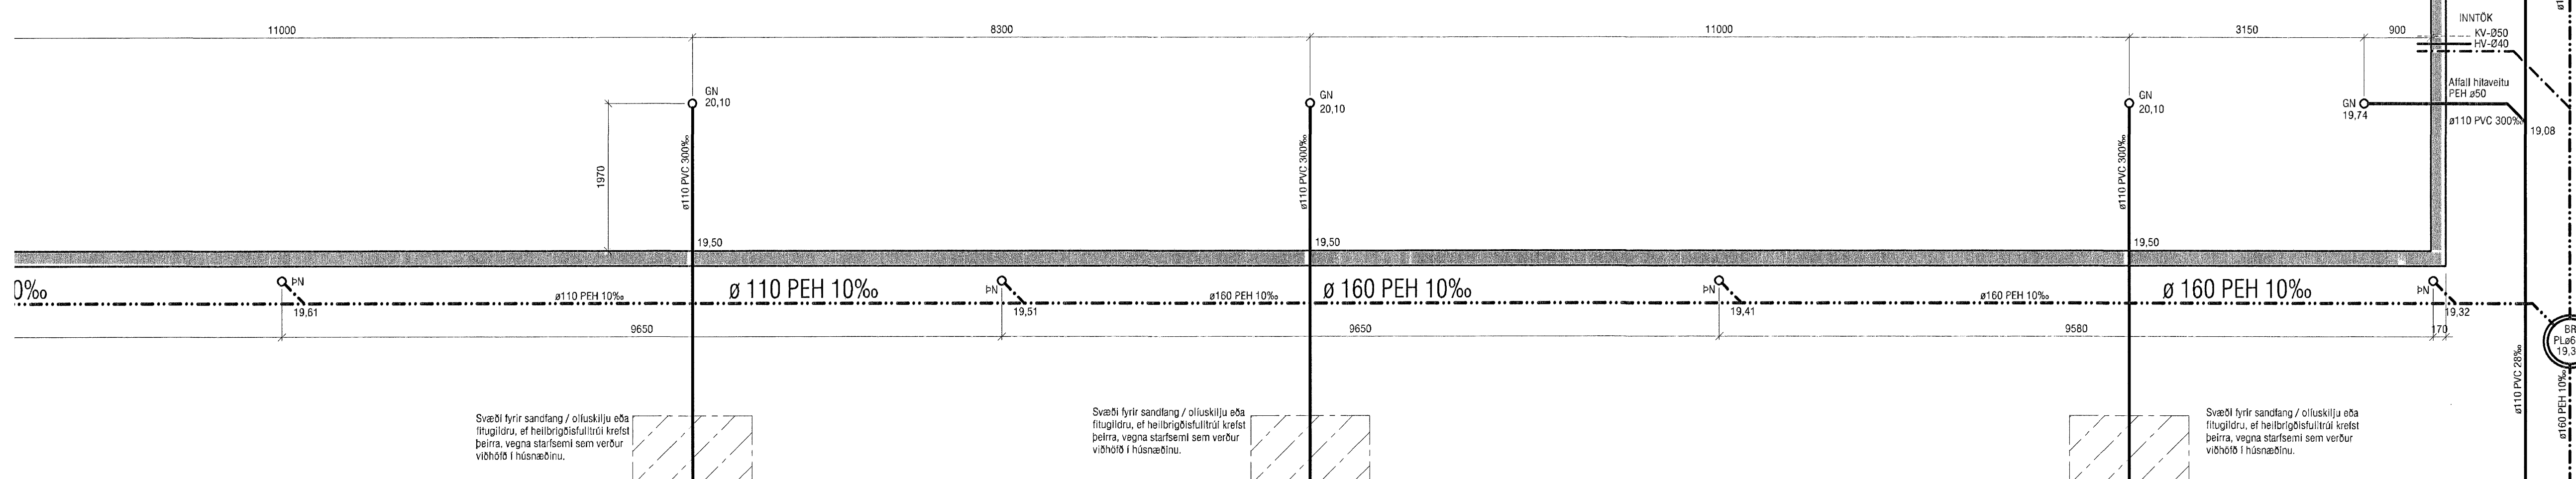 11000
8300
11000
3150
900
INNTÖK
KV-Ø50
HV-Ø40
Affall hitaveitu
PEH ø50
GN
20,10
GN
20,10
GN
20,10
GN
19,74
ø110 PVC 300‰
19,08
1970
ø110 PVC 300‰
ø110 PVC 300‰
ø110 PVC 300‰
19,50
19,50
19,50
0‰
ÞN
19,61
ø110 PEH 10‰
ø 110 PEH 10‰
ÞN
19,51
ø160 PEH 10‰
ø 160 PEH 10‰
ÞN
19,41
ø160 PEH 10‰
ø 160 PEH 10‰
ÞN
19,32
9650
9650
9580
170
BR
PLø6
19,3
ø110 PVC 28‰
ø160 PEH 10‰
Svæði fyrir sandfang / olíuskilju eða
fitugildru, ef heilbrigðisfulltrúi krefst
þeirra, vegna starfsemi sem verður
viðhöfð í húsnæðinu.
Svæði fyrir sandfang / olíuskilju eða
fitugildru, ef heilbrigðisfulltrúi krefst
þeirra, vegna starfsemi sem verður
viðhöfð í húsnæðinu.
Svæði fyrir sandfang / olíuskilju eða
fitugildru, ef heilbrigðisfulltrúi krefst
þeirra, vegna starfsemi sem verður
viðhöfð í húsnæðinu.